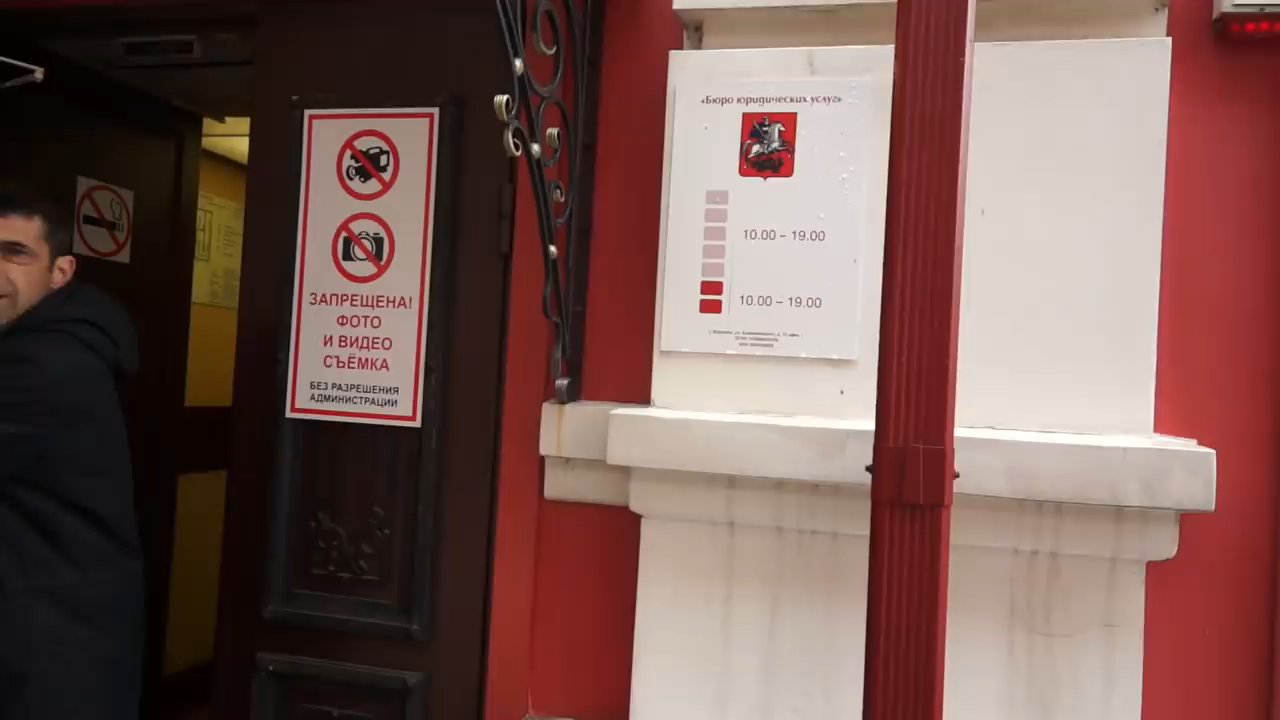 ЗАПРЕЩЕНА!
ФОТО
И ВИДЕО
СЪЁМКА
БЕЗ РАЗРЕШЕНИЯ
АДМИНИСТРАЦИИ
«Бюро юридических услуг»
10.00 – 19.00
10.00 – 19.00